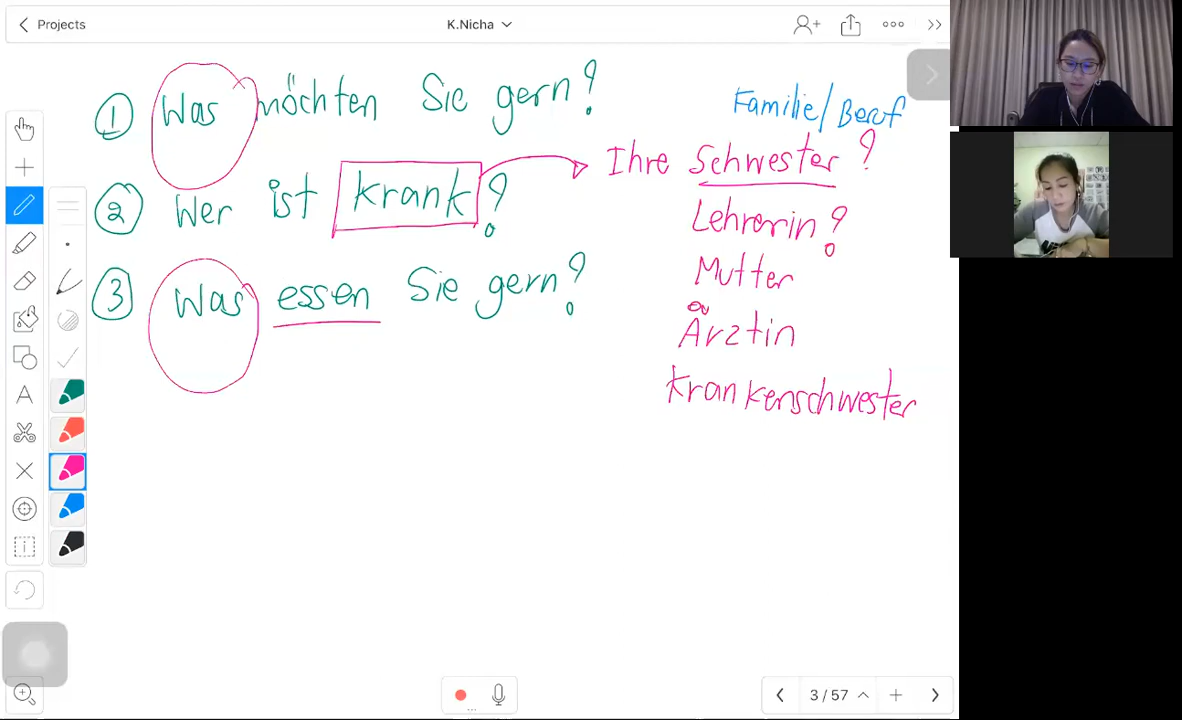 Projects
K.Nicha
① Was möchten Sie gern?
② Wer ist krank?
③ Was essen Sie gern?
Familie/Beruf
Ihre Schwester?
Lehrerin?
Mutter
Ärztin
Krankenschwester
A
3 / 57